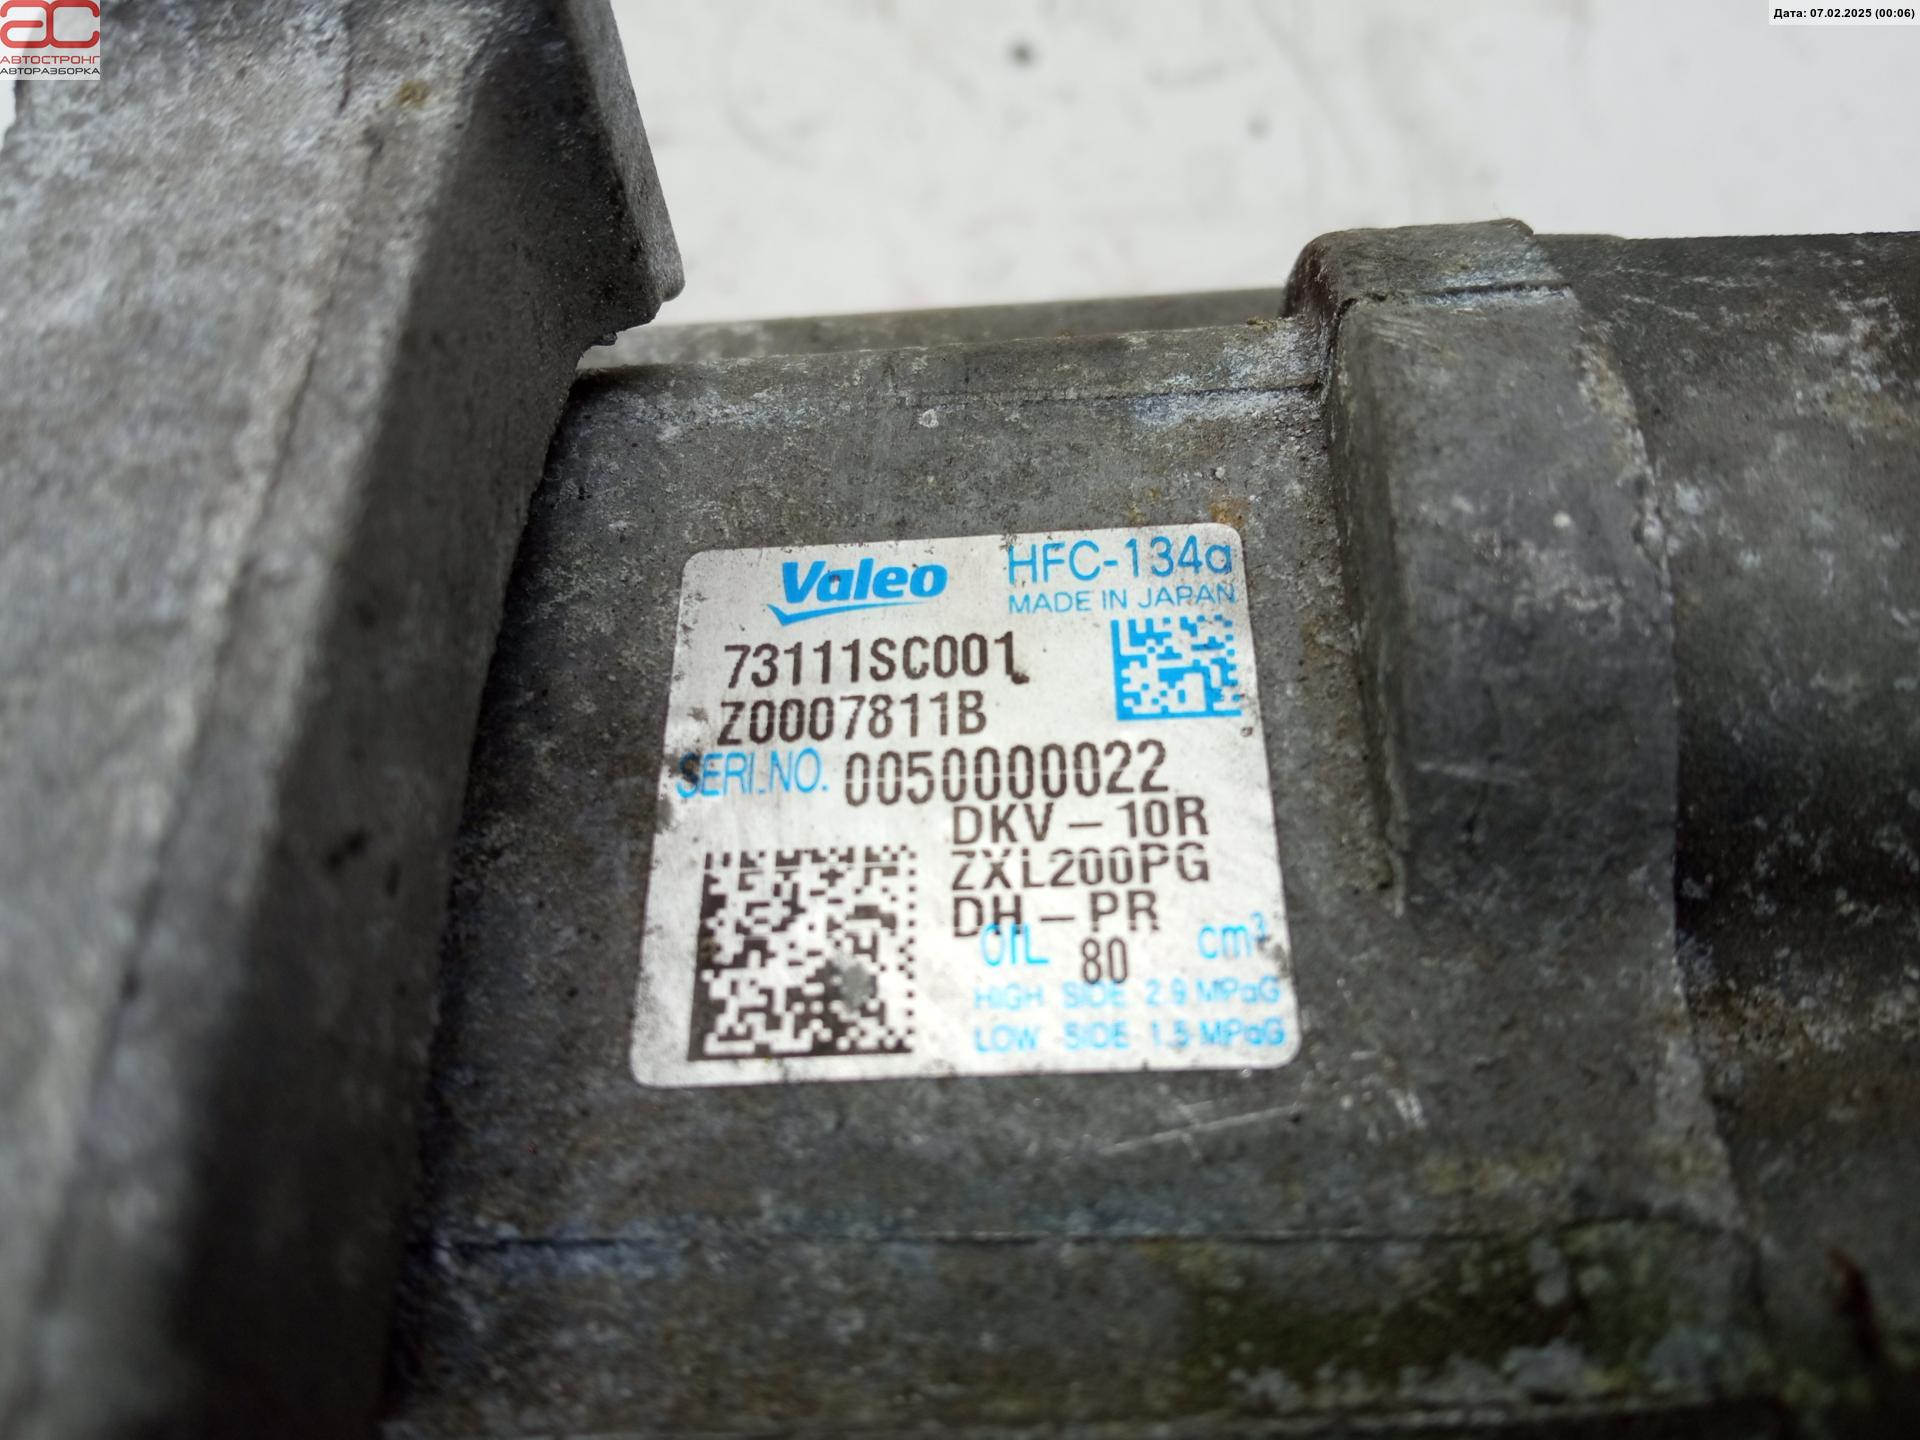 АС
АВТОСТРОНГ
АВТОРАЗБОРКА
Дата: 07.02.2025 (00:06)
Valeo
HFC-134a
MADE IN JAPAN
73111SC001
Z0007811B
SERI.NO. 0050000022
DKV-10R
ZXL200PG
DH-PR
OIL 80 cm³
HIGH SIDE 2.9 MPaG
LOW SIDE 1.5 MPaG